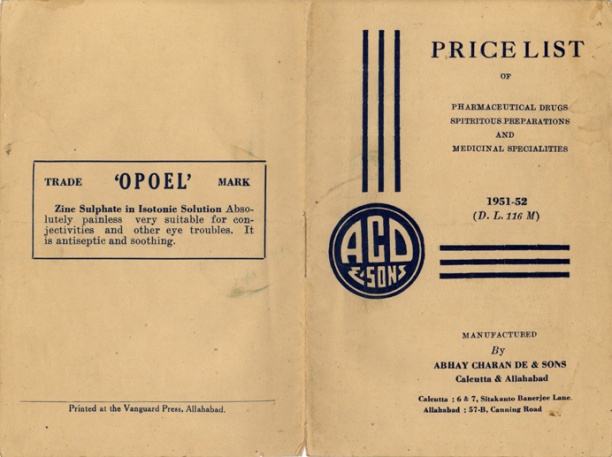 TRADE 'OPOEL' MARK
Zinc Sulphate in Isotonic Solution Abso-
lutely painless very suitable for con-
jectivities and other eye troubles. It
is antiseptic and soothing.
Printed at the Vanguard Press, Allahabad.
PRICE LIST
OF
PHARMACEUTICAL DRUGS
SPITRITOUS PREPARATIONS
AND
MEDICINAL SPECIALITIES
1951-52
(D. L. 116 M)
ACD
& SONS
MANUFACTURED
By
ABHAY CHARAN DE & SONS
Calcutta & Allahabad
Calcutta : 6 & 7, Sitakanto Banerjee Lane.
Allahabad : 57-B, Canning Road